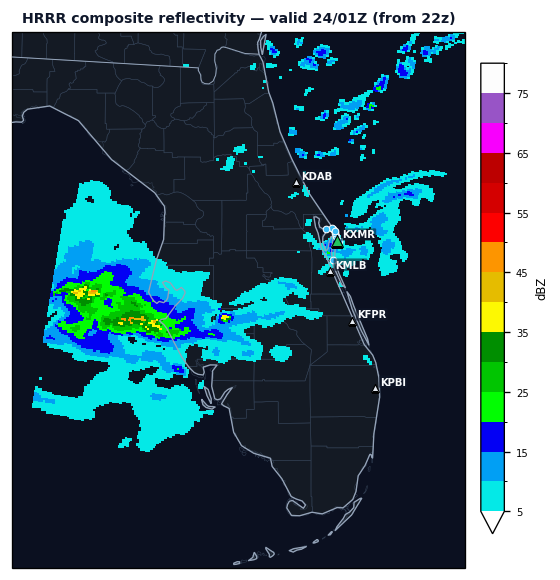 HRRR composite reflectivity — valid 24/01Z (from 22z)
KDAB
KXMR
KMLB
KFPR
KPBI
75
65
55
45
35
25
15
5
dBZ